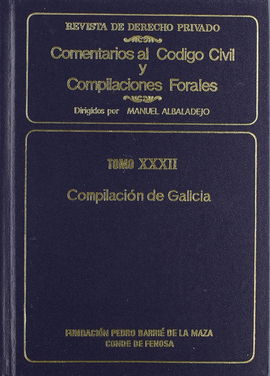 REVISTA DE DERECHO PRIVADO
Comentarios al Codigo Civil
y
Compilaciones Forales
Dirigidos por MANUEL ALBALADEJO
TOMO XXXII
Compilación de Galicia
FUNDACIÓN PEDRO BARRIÉ DE LA MAZA
CONDE DE FENOSA